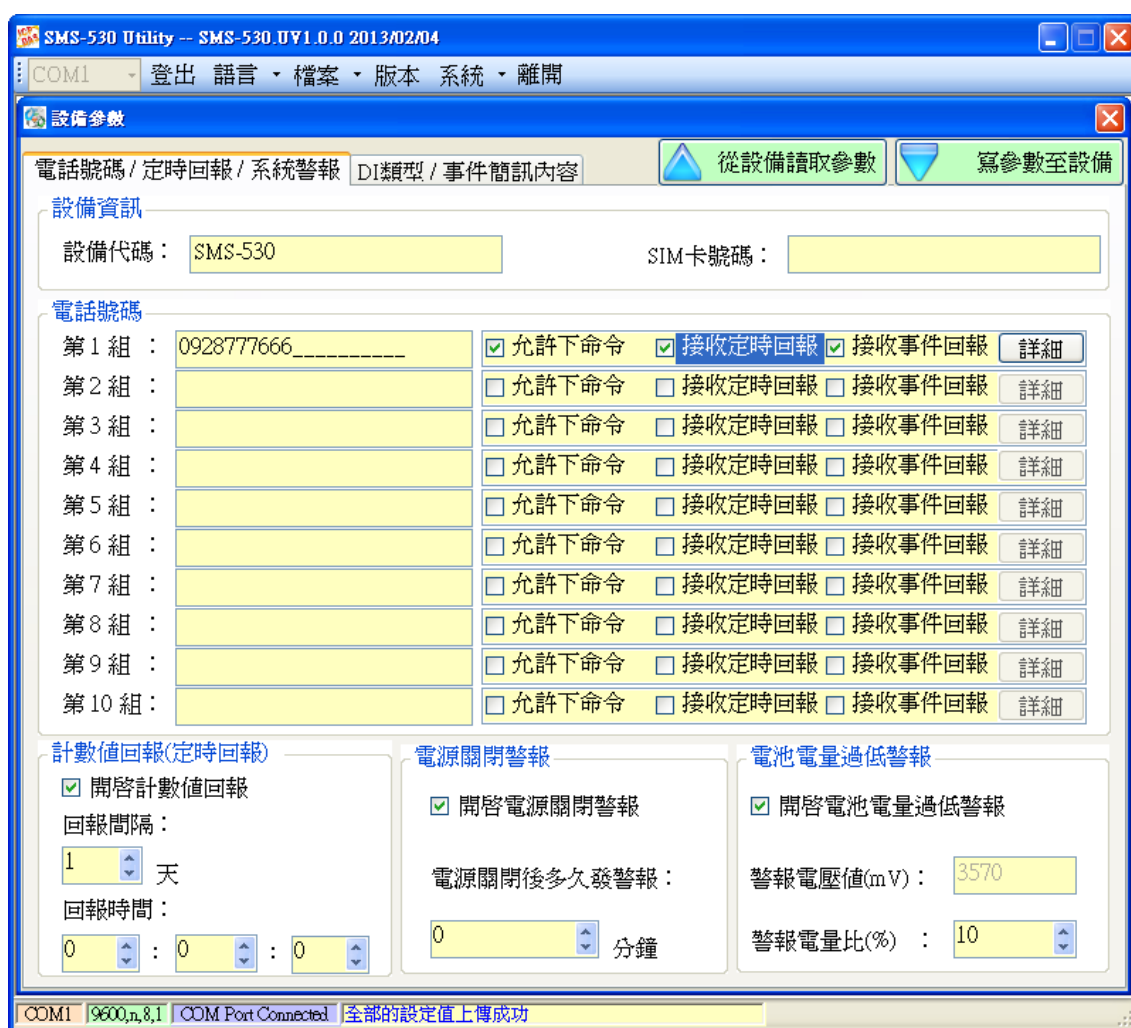 SMS-530 Utility -- SMS-530.UV1.0.0 2013/02/04
COM1 登出 語言 檔案 版本 系統 離開
設備參數
電話號碼 / 定時回報 / 系統警報 DI類型 / 事件簡訊內容 從設備讀取參數 寫參數至設備
設備資訊
設備代碼： SMS-530 SIM卡號碼：
電話號碼
第 1 組 ： 0928777666__________ 允許下命令 接收定時回報 接收事件回報 詳細
第 2 組 ： 允許下命令 接收定時回報 接收事件回報 詳細
第 3 組 ： 允許下命令 接收定時回報 接收事件回報 詳細
第 4 組 ： 允許下命令 接收定時回報 接收事件回報 詳細
第 5 組 ： 允許下命令 接收定時回報 接收事件回報 詳細
第 6 組 ： 允許下命令 接收定時回報 接收事件回報 詳細
第 7 組 ： 允許下命令 接收定時回報 接收事件回報 詳細
第 8 組 ： 允許下命令 接收定時回報 接收事件回報 詳細
第 9 組 ： 允許下命令 接收定時回報 接收事件回報 詳細
第 10 組： 允許下命令 接收定時回報 接收事件回報 詳細
計數值回報(定時回報) 電源關閉警報 電池電量過低警報
開啓計數值回報 開啓電源關閉警報 開啓電池電量過低警報
回報間隔：
1 天 電源關閉後多久發警報： 警報電壓值(mV)： 3570
回報時間：
0 : 0 : 0 0 分鐘 警報電量比(%) ： 10
COM1 9600,n,8,1 COM Port Connected 全部的設定值上傳成功